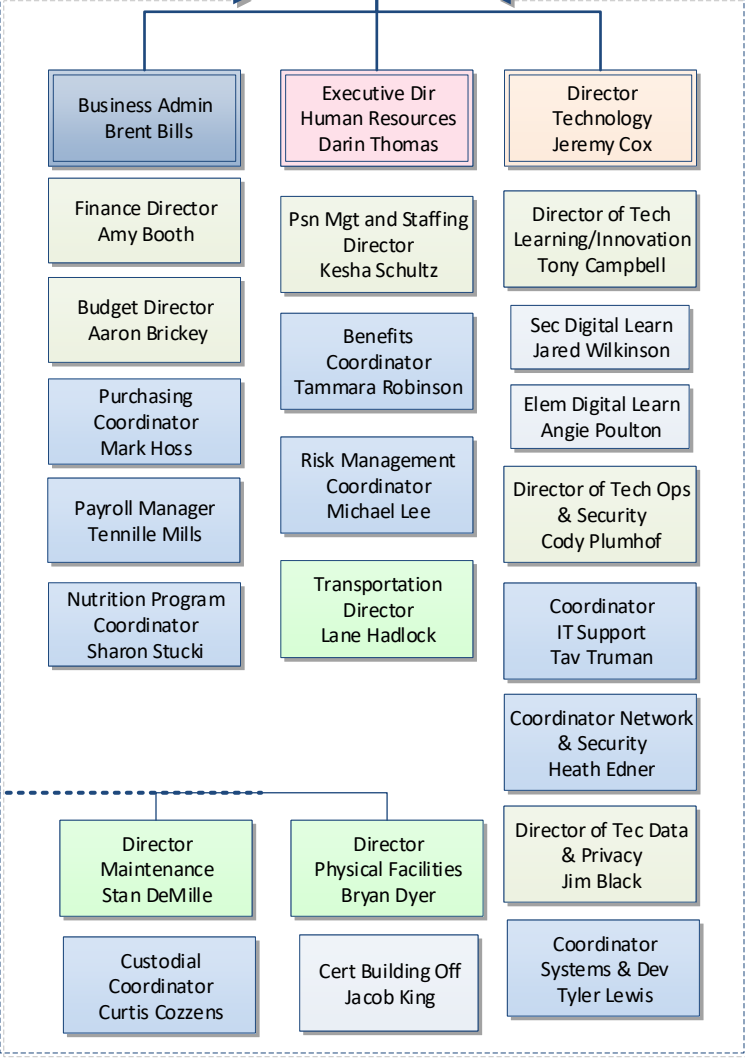 Business Admin
Brent Bills
Executive Dir
Human Resources
Darin Thomas
Director
Technology
Jeremy Cox
Finance Director
Amy Booth
Budget Director
Aaron Brickey
Purchasing
Coordinator
Mark Hoss
Payroll Manager
Tennille Mills
Nutrition Program
Coordinator
Sharon Stucki
Psn Mgt and Staffing
Director
Kesha Schultz
Benefits
Coordinator
Tammara Robinson
Risk Management
Coordinator
Michael Lee
Transportation
Director
Lane Hadlock
Director of Tech
Learning/Innovation
Tony Campbell
Sec Digital Learn
Jared Wilkinson
Elem Digital Learn
Angie Poulton
Director of Tech Ops
& Security
Cody Plumhof
Coordinator
IT Support
Tav Truman
Coordinator Network
& Security
Heath Edner
Director of Tec Data
& Privacy
Jim Black
Coordinator
Systems & Dev
Tyler Lewis
Director
Maintenance
Stan DeMille
Custodial
Coordinator
Curtis Cozzens
Director
Physical Facilities
Bryan Dyer
Cert Building Off
Jacob King